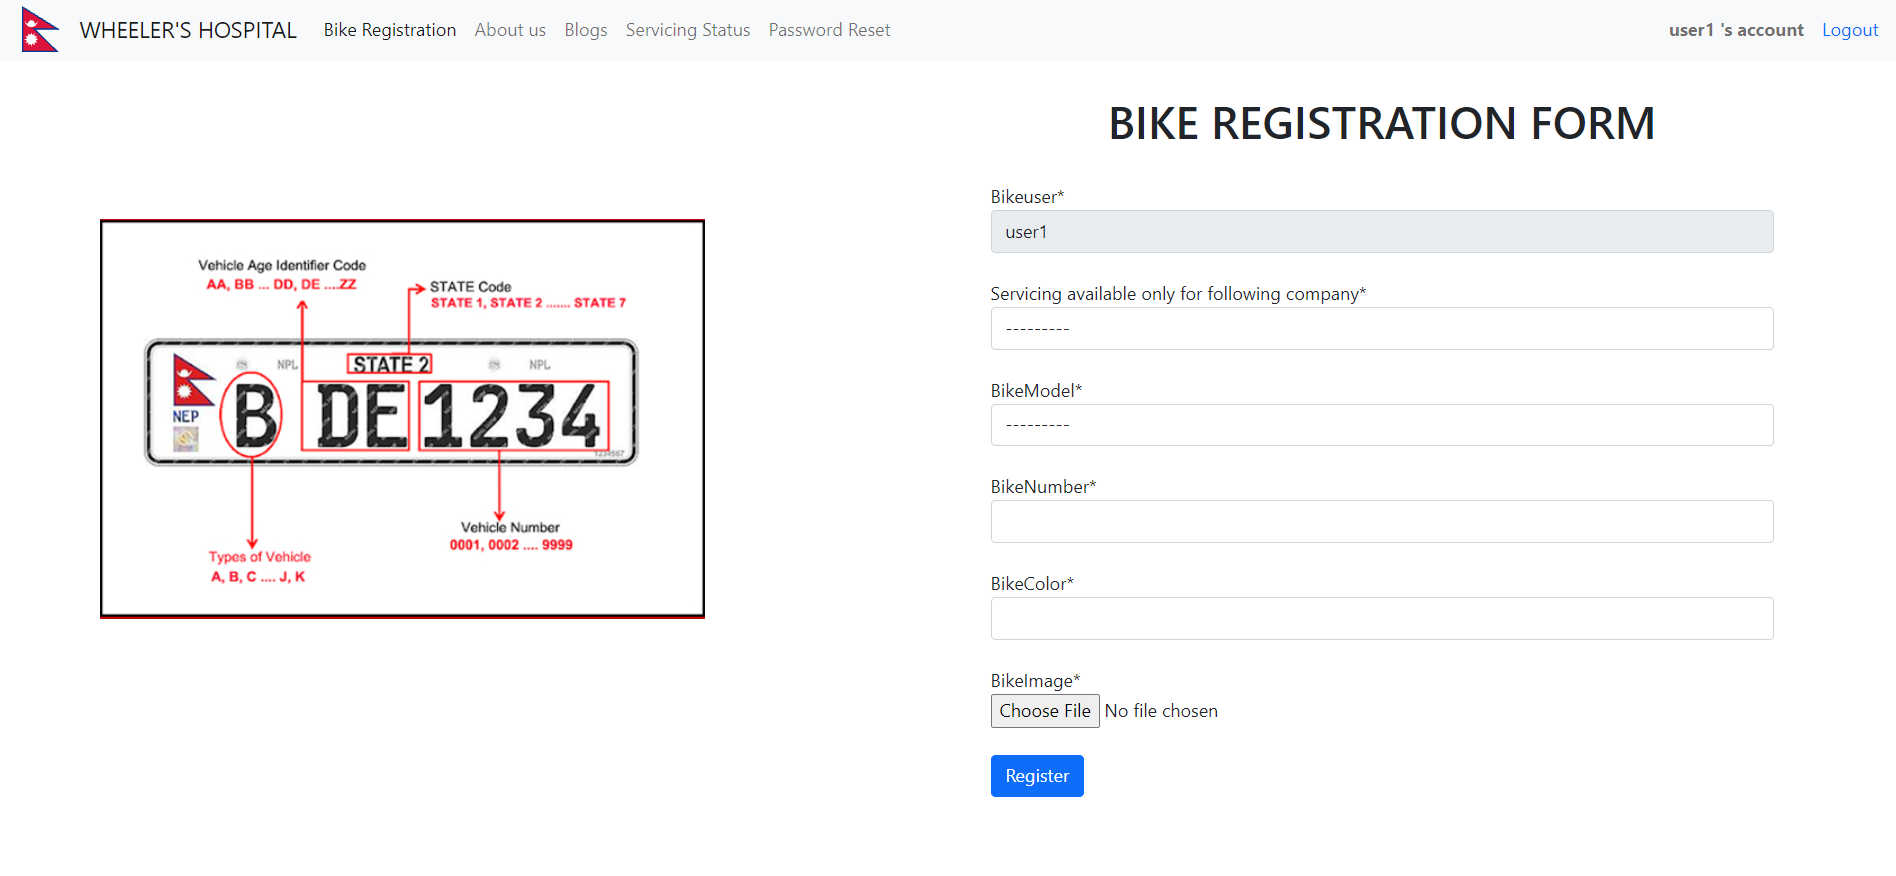 WHEELER'S HOSPITAL Bike Registration About us Blogs Servicing Status Password Reset user1 's account Logout
Vehicle Age Identifier Code
AA, BB ... DD, DE ....ZZ
STATE Code
STATE 1, STATE 2 ....... STATE 7
NPL STATE 2 NPL
NEP
B DE 1234
1234567
Vehicle Number
0001, 0002 .... 9999
Types of Vehicle
A, B, C .... J, K
BIKE REGISTRATION FORM
Bikeuser*
user1
Servicing available only for following company*
---------
BikeModel*
---------
BikeNumber*
BikeColor*
BikeImage*
Choose File No file chosen
Register